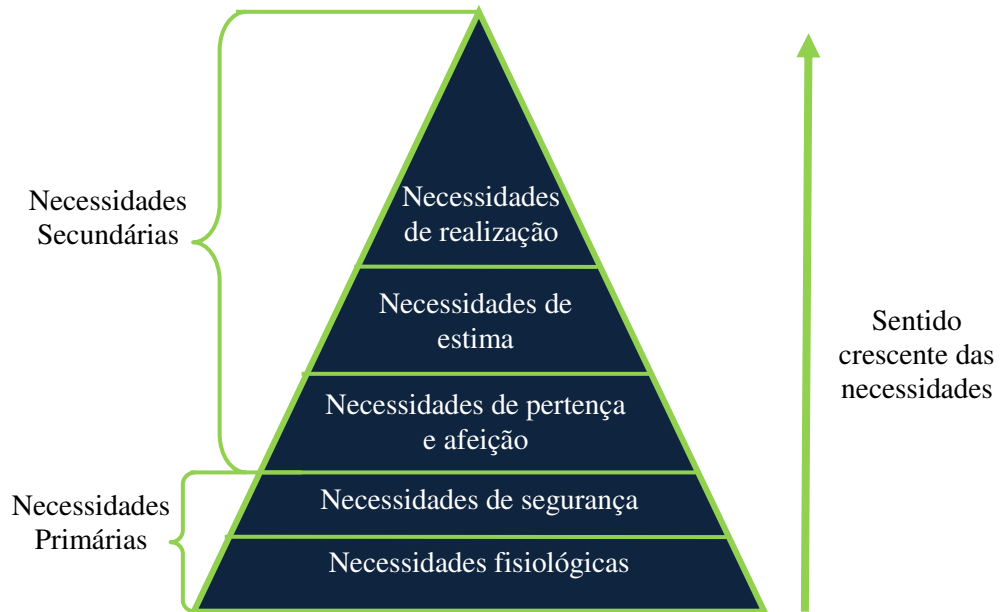 Necessidades
Secundárias
Necessidades
de realização
Necessidades de
estima
Necessidades de pertença
e afeição
Necessidades
Primárias
Necessidades de segurança
Necessidades fisiológicas
Sentido
crescente das
necessidades